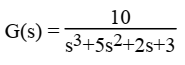 G(s) = 10 / s³+5s²+2s+3